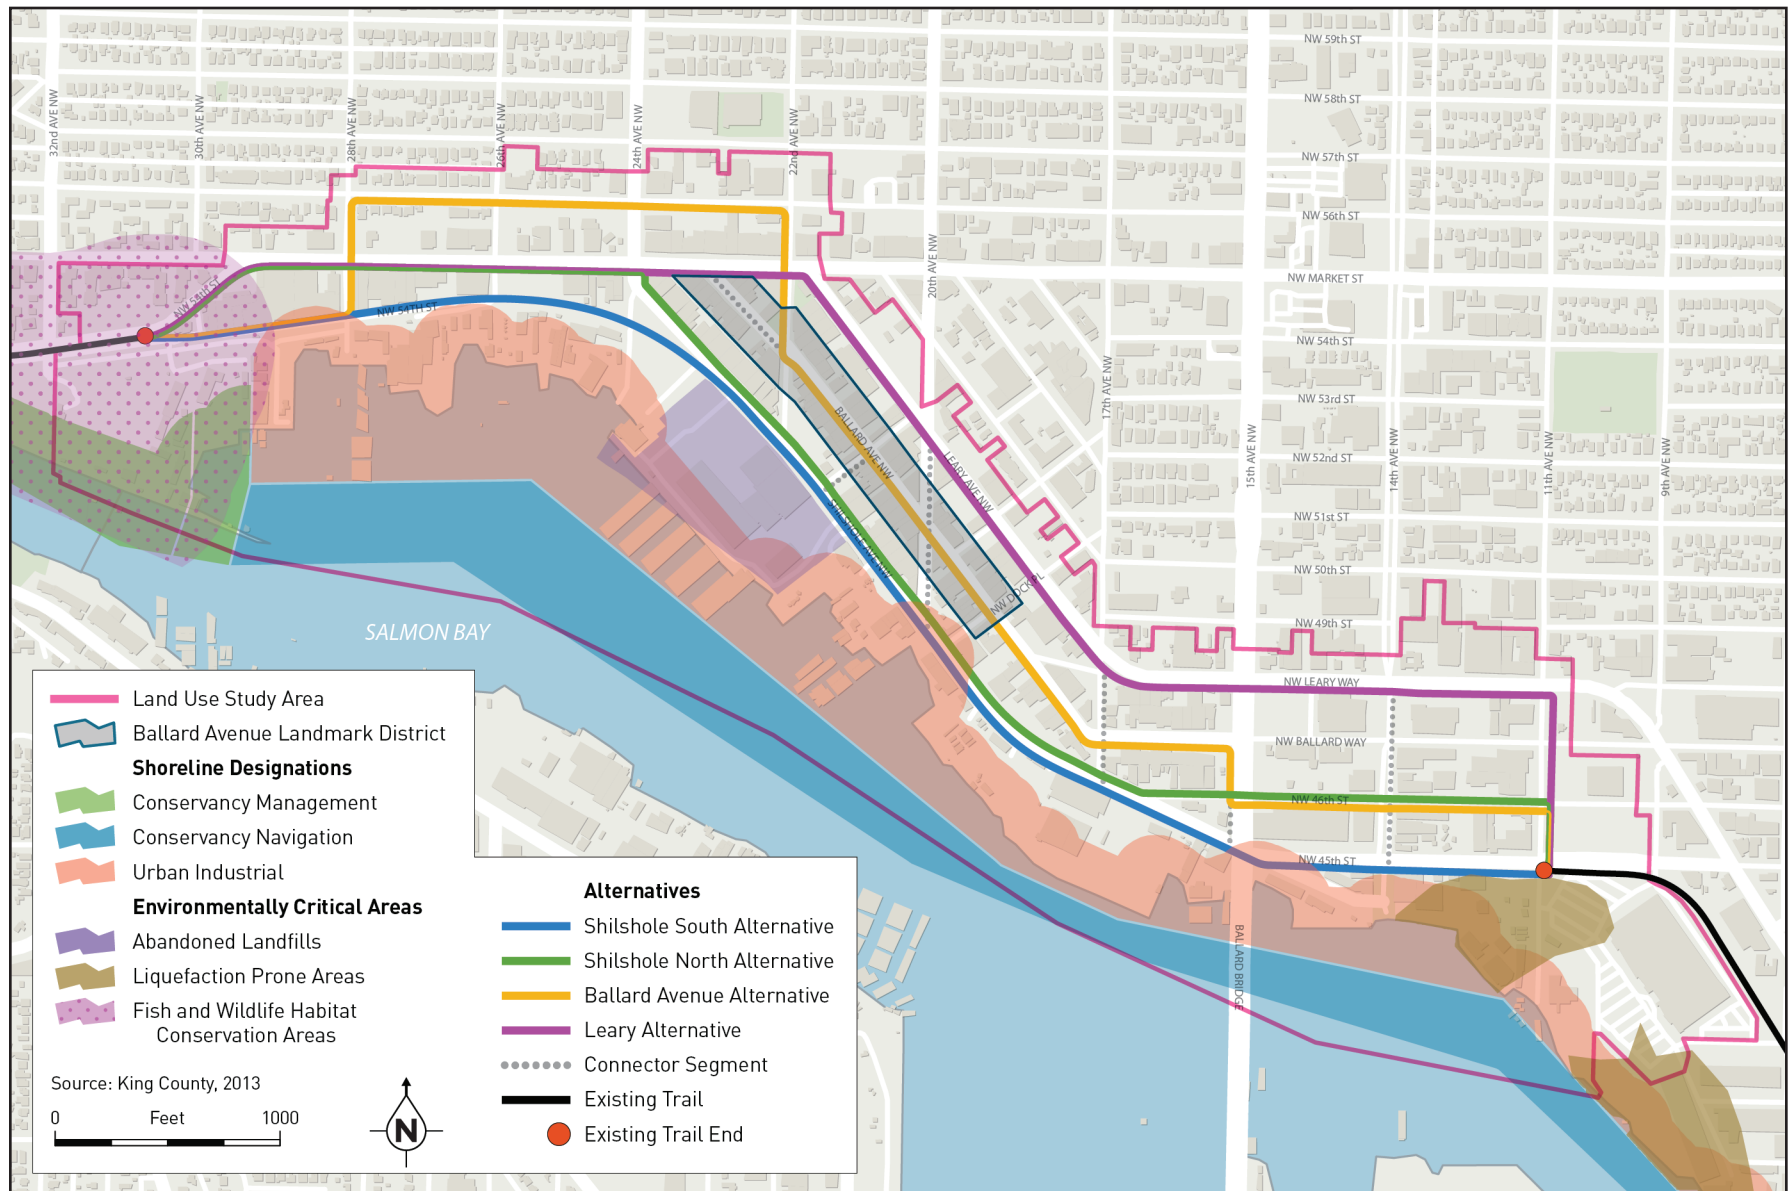 NW 59th ST
NW 58th ST
NW 57th ST
NW 56th ST
NW MARKET ST
NW 54th ST
NW 53rd ST
NW 52nd ST
NW 51st ST
NW 50th ST
NW 49th ST
NW LEARY WAY
NW BALLARD WAY
NW 46th ST
NW 45th ST
32nd AVE NW
30th AVE NW
28th AVE NW
26th AVE NW
24th AVE NW
22nd AVE NW
20th AVE NW
17th AVE NW
15th AVE NW
14th AVE NW
11th AVE NW
9th AVE NW
NW 54th ST
NW 54TH ST
BALLARD AVE NW
LEARY AVE NW
SHILSHOLE AVE NW
NW DOCK PL
BALLARD BRIDGE
SALMON BAY
Land Use Study Area
Ballard Avenue Landmark District
Shoreline Designations
Conservancy Management
Conservancy Navigation
Urban Industrial
Environmentally Critical Areas
Abandoned Landfills
Liquefaction Prone Areas
Fish and Wildlife Habitat
Conservation Areas
Source: King County, 2013
0 Feet 1000
N
Alternatives
Shilshole South Alternative
Shilshole North Alternative
Ballard Avenue Alternative
Leary Alternative
Connector Segment
Existing Trail
Existing Trail End